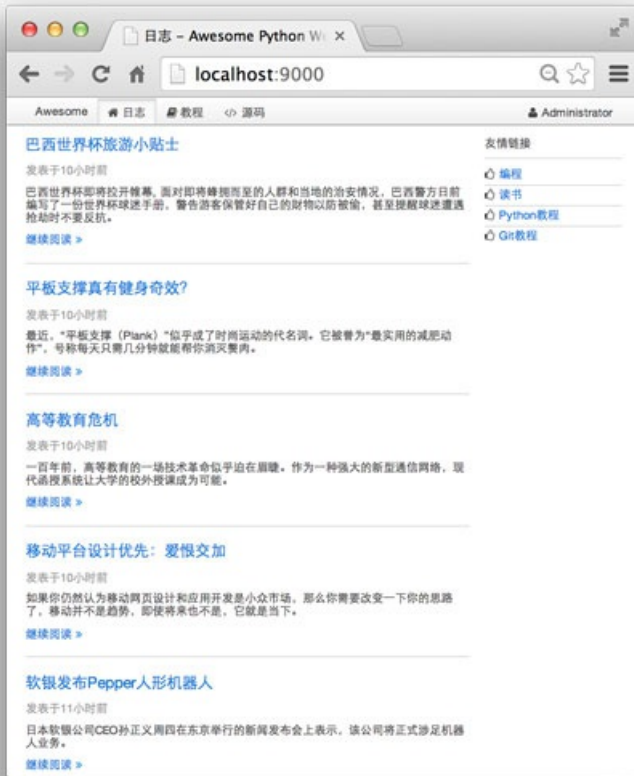 日志 - Awesome Python W
localhost:9000
Awesome 日志 教程 </> 源码 Administrator
巴西世界杯旅游小贴士
发表于10小时前
巴西世界杯即将拉开帷幕，面对即将蜂拥而至的人群和当地的治安情况，巴西警方日前
编写了一份世界杯球迷手册，警告游客保管好自己的财物以防被偷，甚至提醒球迷遭遇
抢劫时不要反抗。
继续阅读 »
平板支撑真有健身奇效?
发表于10小时前
最近，“平板支撑（Plank）”似乎成了时尚运动的代名词。它被誉为“最实用的减肥动
作”，号称每天只需几分钟就能帮你消灭赘肉。
继续阅读 »
高等教育危机
发表于10小时前
一百年前，高等教育的一场技术革命似乎迫在眉睫。作为一种强大的新型通信网络，现
代函授系统让大学的校外授课成为可能。
继续阅读 »
移动平台设计优先：爱恨交加
发表于10小时前
如果你仍然认为移动网页设计和应用开发是小众市场，那么你需要改变一下你的思路
了，移动并不是趋势，即使将来也不是，它就是当下。
继续阅读 »
软银发布Pepper人形机器人
发表于11小时前
日本软银公司CEO孙正义周四在东京举行的新闻发布会上表示，该公司将正式涉足机器
人业务。
继续阅读 »
友情链接
编程
读书
Python教程
Git教程